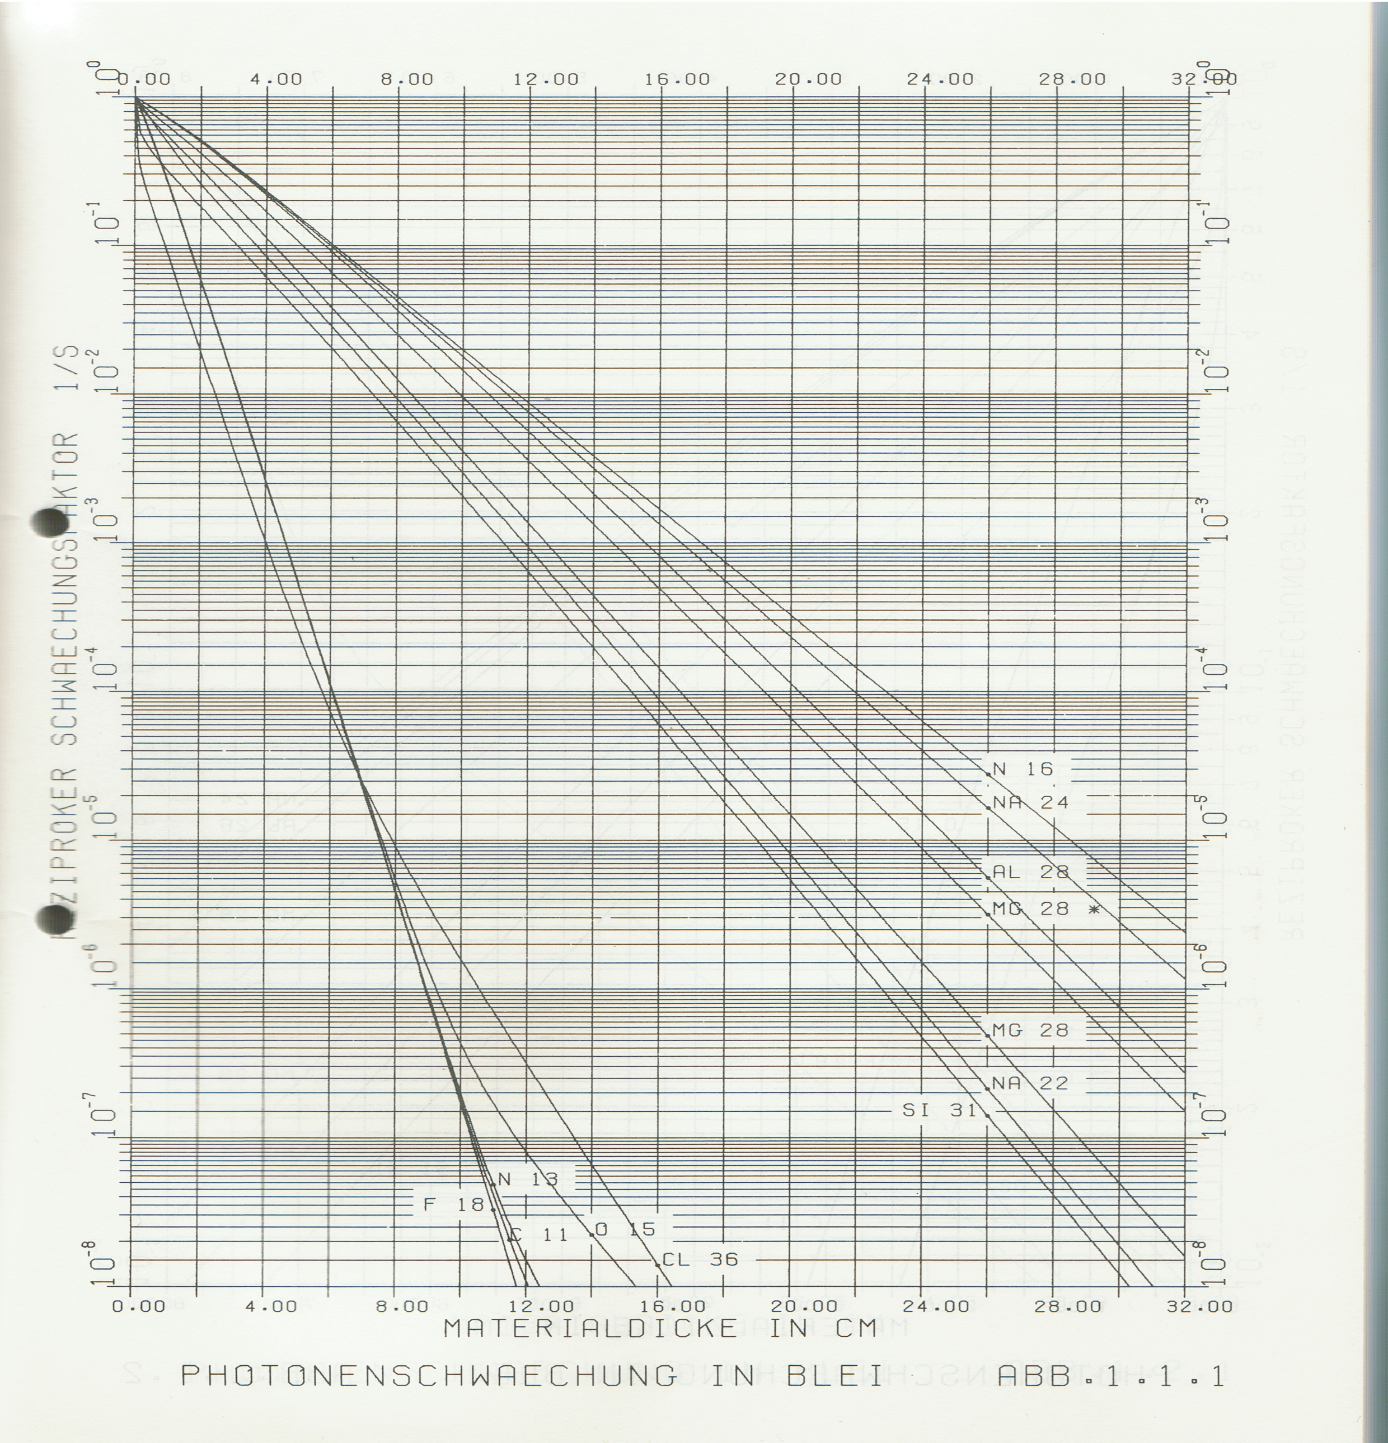 0.00 4.00 8.00 12.00 16.00 20.00 24.00 28.00 32.00
10⁰ 10⁰
10⁻¹ 10⁻¹
10⁻² 10⁻²
10⁻³ 10⁻³
10⁻⁴ 10⁻⁴
10⁻⁵ 10⁻⁵
10⁻⁶ 10⁻⁶
10⁻⁷ 10⁻⁷
10⁻⁸ 10⁻⁸
SCHWAECHUNGSFAKTOR 1/S
N 16
NA 24
AL 28
MG 28 *
MG 28
NA 22
SI 31
N 13
F 18
C 11
O 15
CL 36
0.00 4.00 8.00 12.00 16.00 20.00 24.00 28.00 32.00
MATERIALDICKE IN CM
PHOTONENSCHWAECHUNG IN BLEI ABB.1.1.1